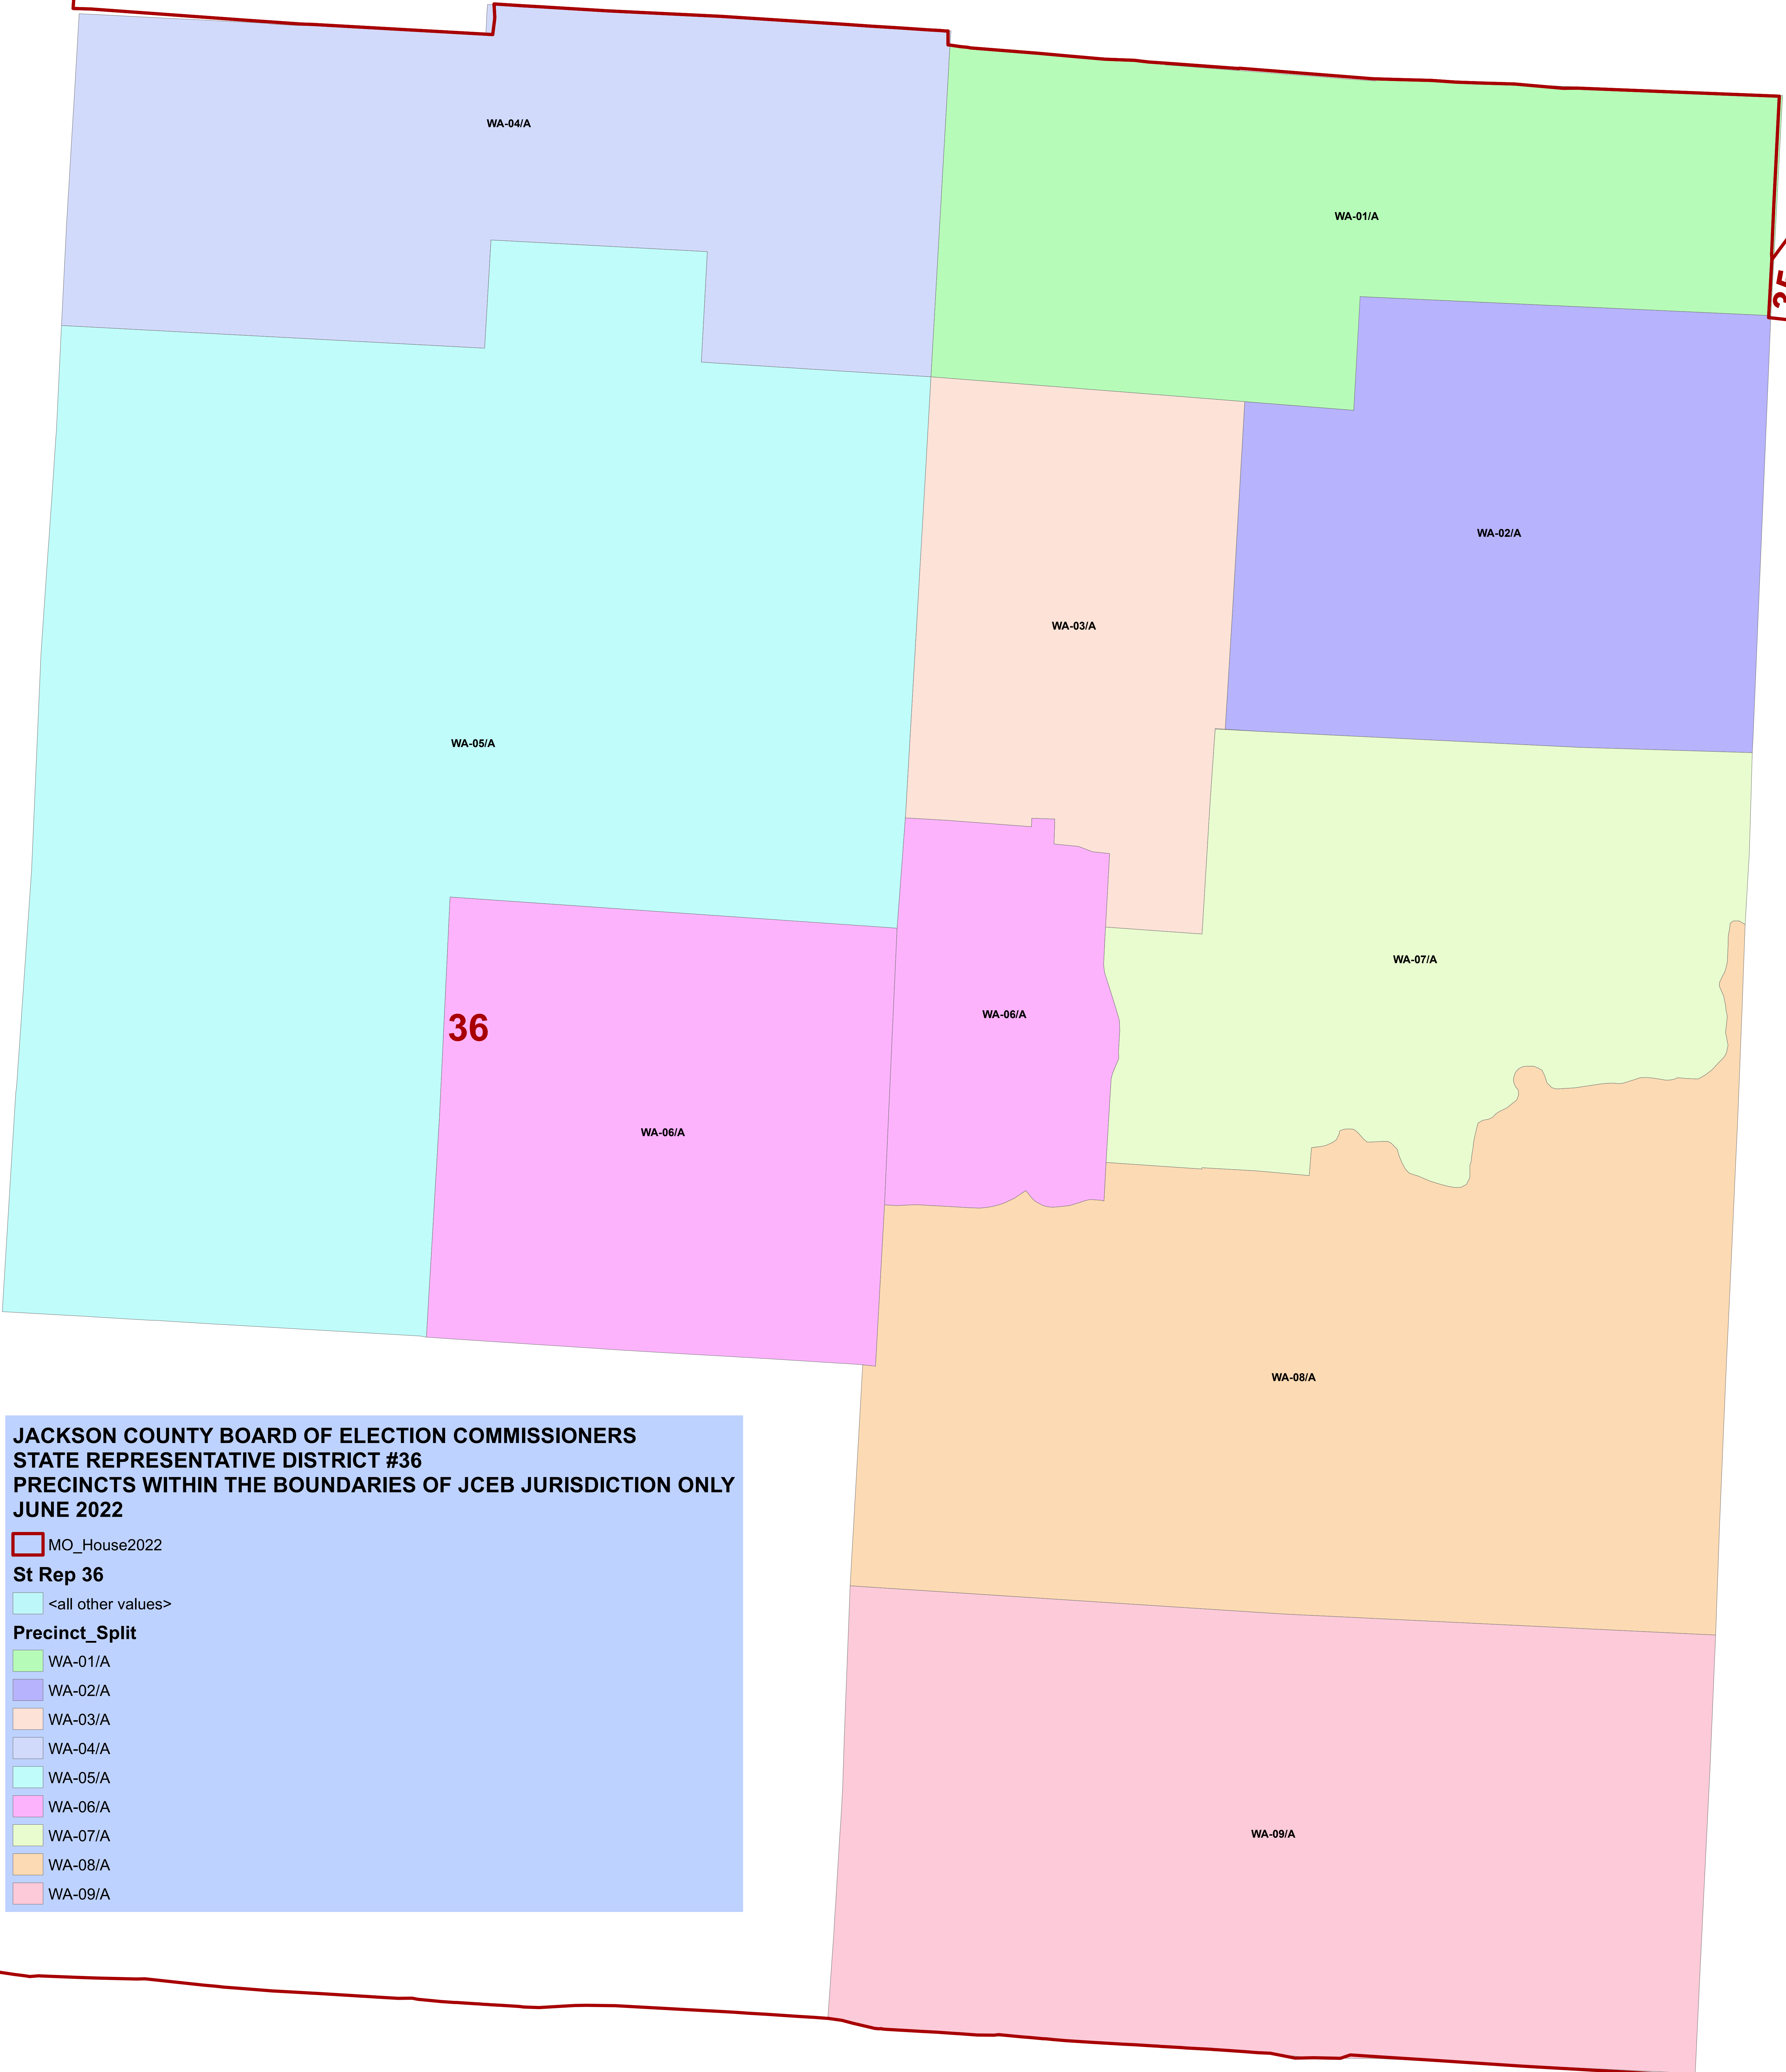 WA-04/A
WA-01/A
WA-02/A
WA-03/A
WA-05/A
WA-07/A
WA-06/A
36
WA-06/A
WA-08/A
JACKSON COUNTY BOARD OF ELECTION COMMISSIONERS
STATE REPRESENTATIVE DISTRICT #36
PRECINCTS WITHIN THE BOUNDARIES OF JCEB JURISDICTION ONLY
JUNE 2022
MO_House2022
St Rep 36
<all other values>
Precinct_Split
WA-01/A
WA-02/A
WA-03/A
WA-04/A
WA-05/A
WA-06/A
WA-07/A
WA-08/A
WA-09/A
WA-09/A